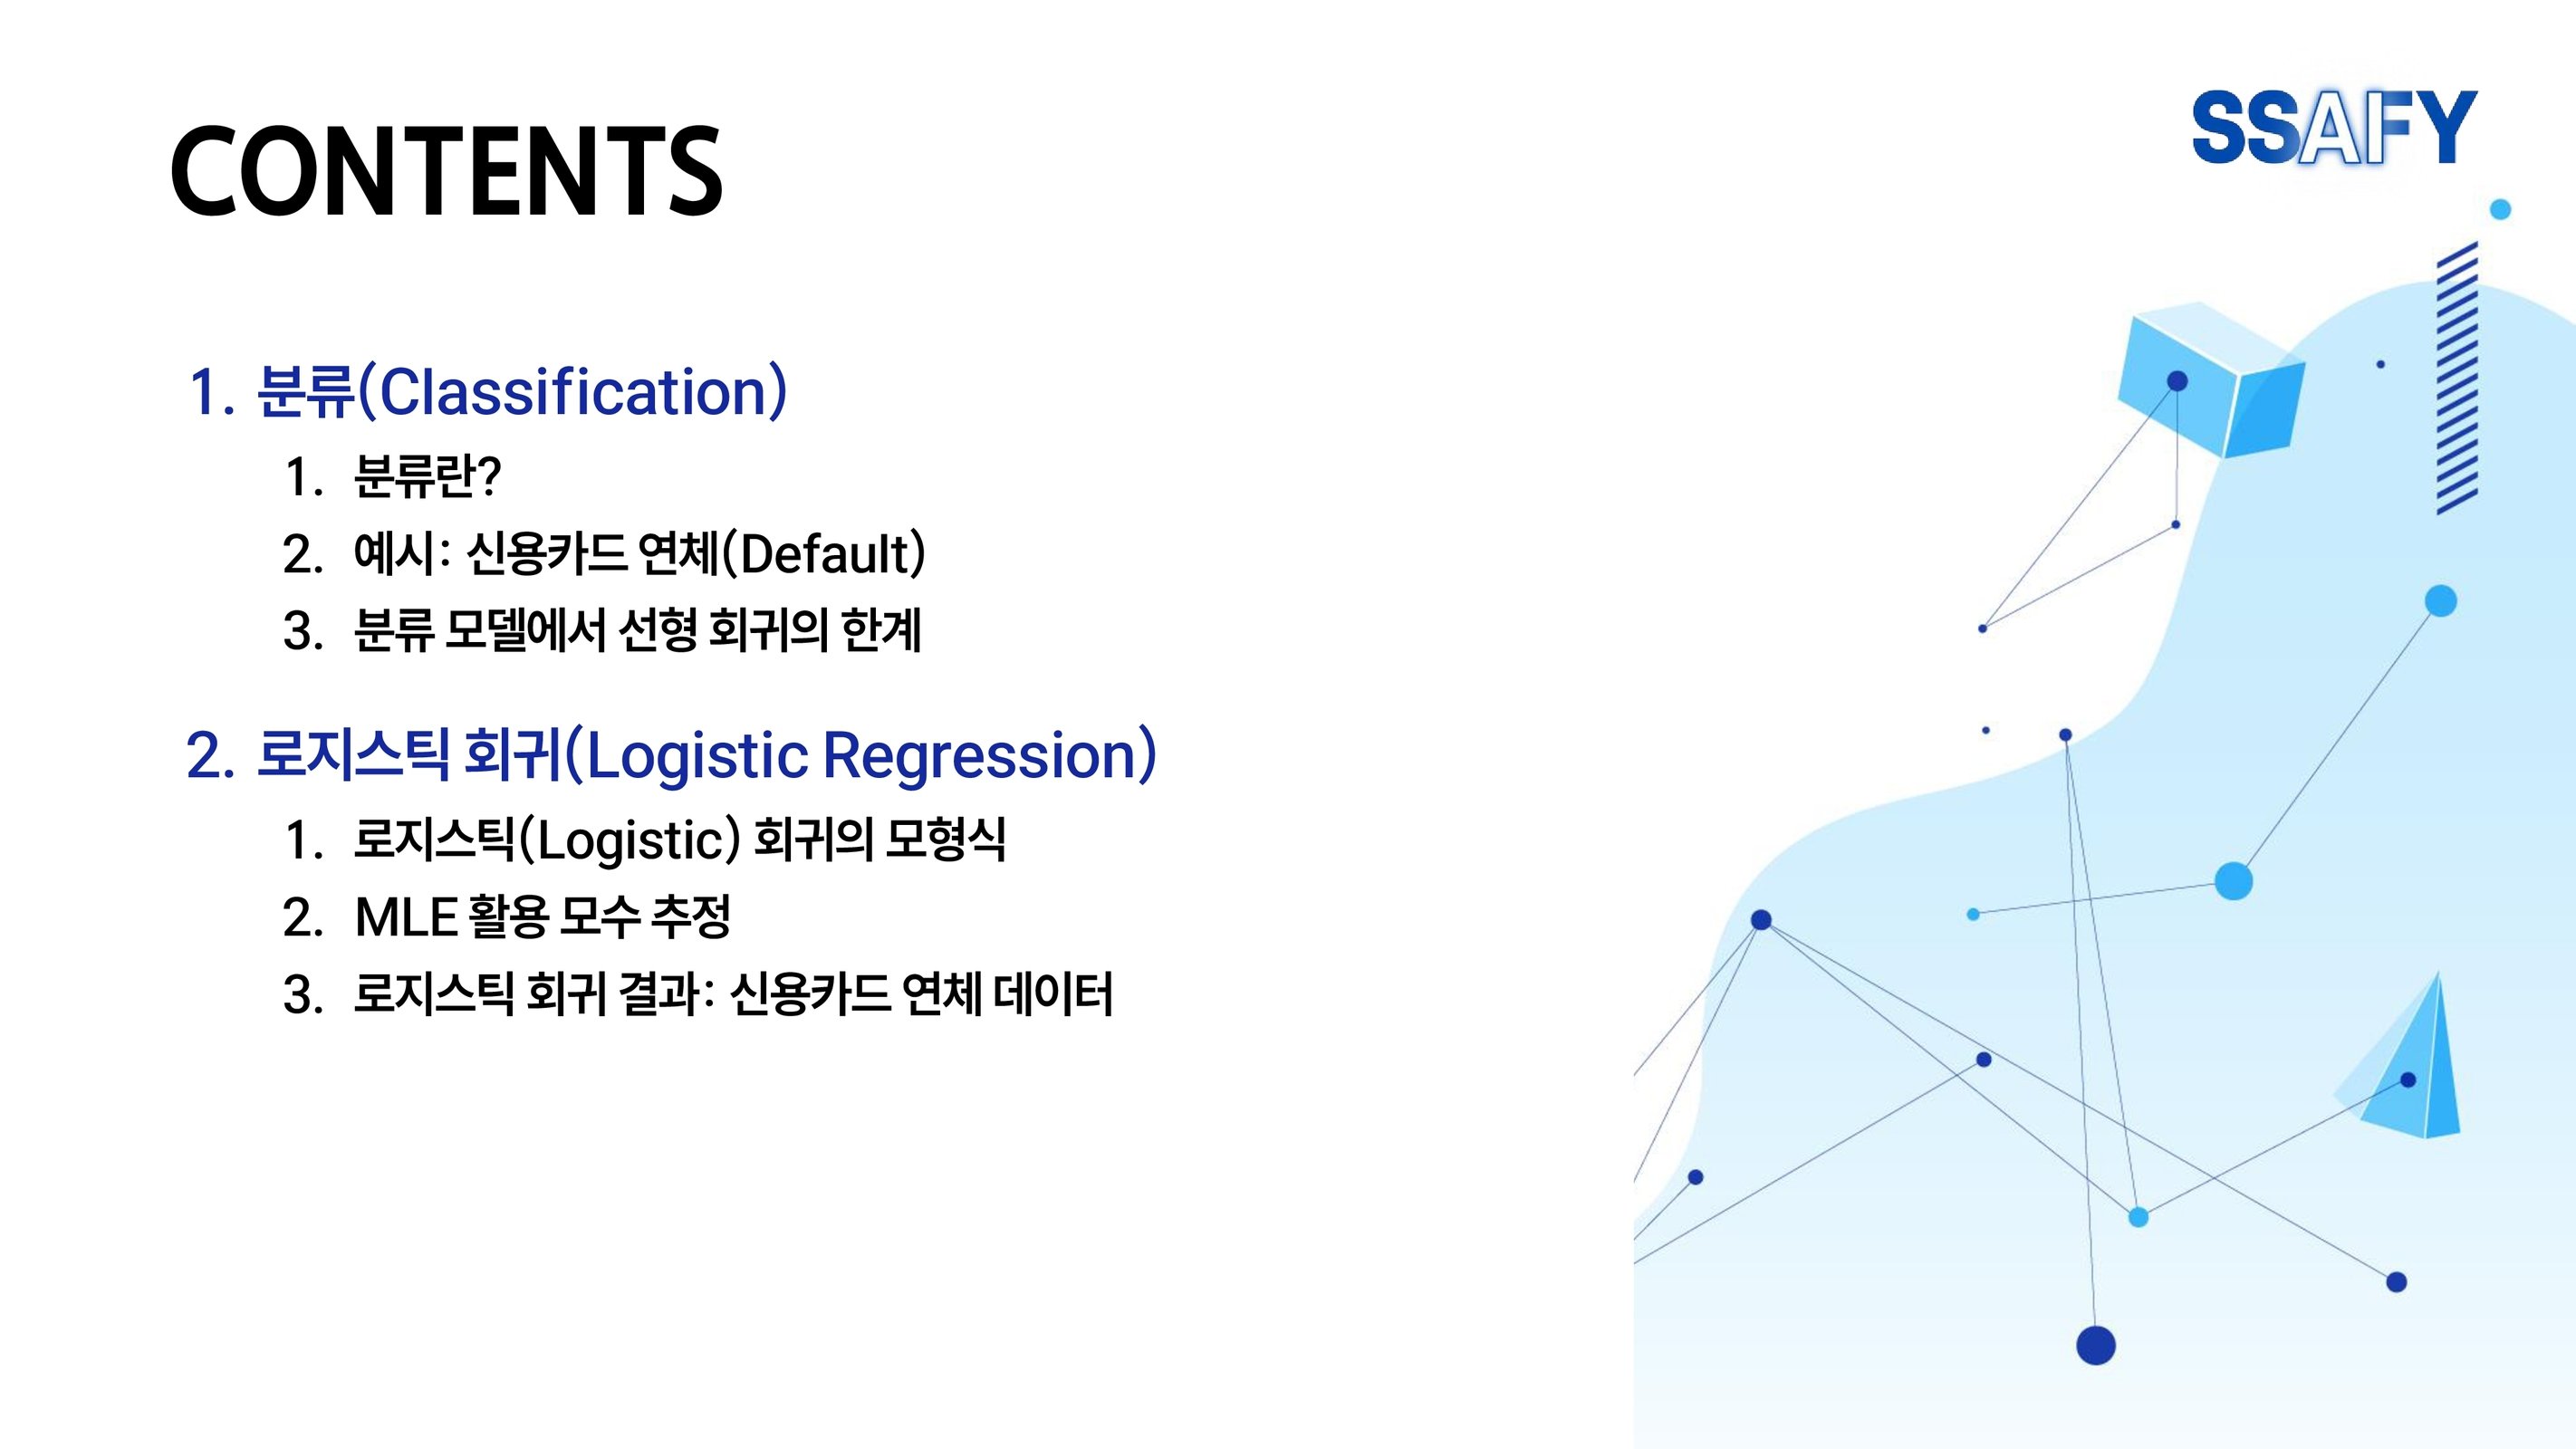 CONTENTS
SSAFY
1. 분류(Classification)
1. 분류란?
2. 예시: 신용카드 연체(Default)
3. 분류 모델에서 선형 회귀의 한계
2. 로지스틱 회귀(Logistic Regression)
1. 로지스틱(Logistic) 회귀의 모형식
2. MLE 활용 모수 추정
3. 로지스틱 회귀 결과: 신용카드 연체 데이터